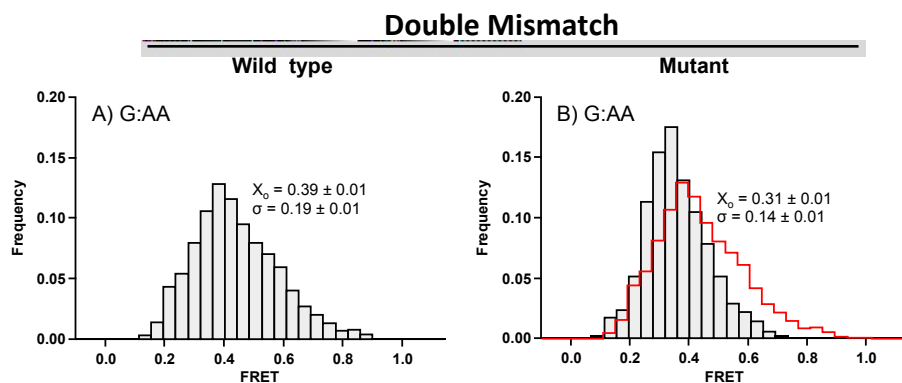 Double Mismatch
Wild type
Mutant
A) G:AA
X₀ = 0.39 ± 0.01
σ = 0.19 ± 0.01
Frequency
0.20
0.15
0.10
0.05
0.00
0.0 0.2 0.4 0.6 0.8 1.0
FRET
B) G:AA
X₀ = 0.31 ± 0.01
σ = 0.14 ± 0.01
Frequency
0.20
0.15
0.10
0.05
0.00
0.0 0.2 0.4 0.6 0.8 1.0
FRET